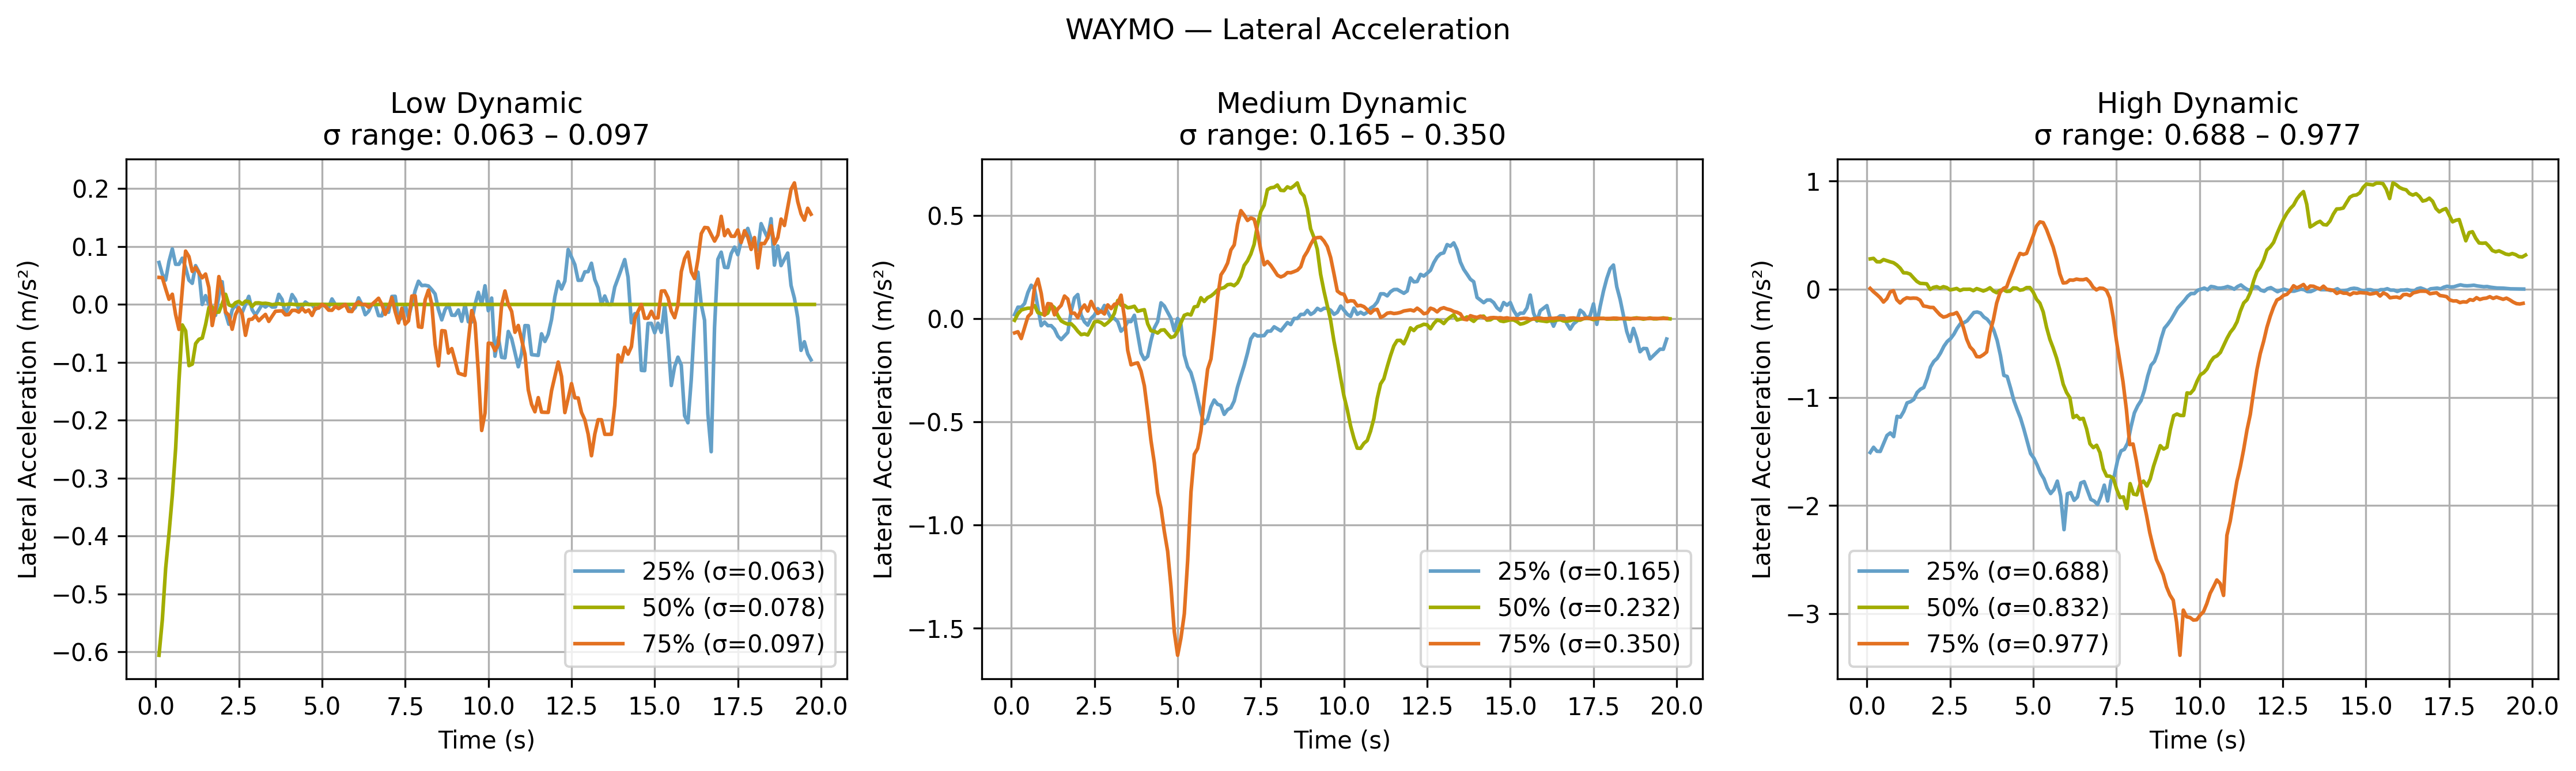 WAYMO — Lateral Acceleration
Low Dynamic
σ range: 0.063 – 0.097
Lateral Acceleration (m/s²)
0.2
0.1
0.0
−0.1
−0.2
−0.3
−0.4
−0.5
−0.6
25% (σ=0.063)
50% (σ=0.078)
75% (σ=0.097)
0.0 2.5 5.0 7.5 10.0 12.5 15.0 17.5 20.0
Time (s)
Medium Dynamic
σ range: 0.165 – 0.350
Lateral Acceleration (m/s²)
0.5
0.0
−0.5
−1.0
−1.5
25% (σ=0.165)
50% (σ=0.232)
75% (σ=0.350)
0.0 2.5 5.0 7.5 10.0 12.5 15.0 17.5 20.0
Time (s)
High Dynamic
σ range: 0.688 – 0.977
Lateral Acceleration (m/s²)
1
0
−1
−2
−3
25% (σ=0.688)
50% (σ=0.832)
75% (σ=0.977)
0.0 2.5 5.0 7.5 10.0 12.5 15.0 17.5 20.0
Time (s)